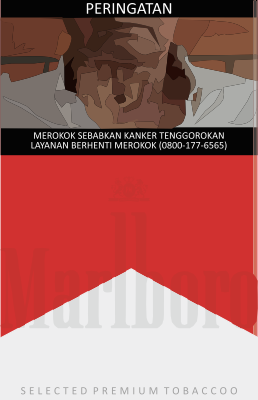 PERINGATAN
MEROKOK SEBABKAN KANKER TENGGOROKAN
LAYANAN BERHENTI MEROKOK (0800-177-6565)
Marlboro
SELECTED PREMIUM TOBACCOO